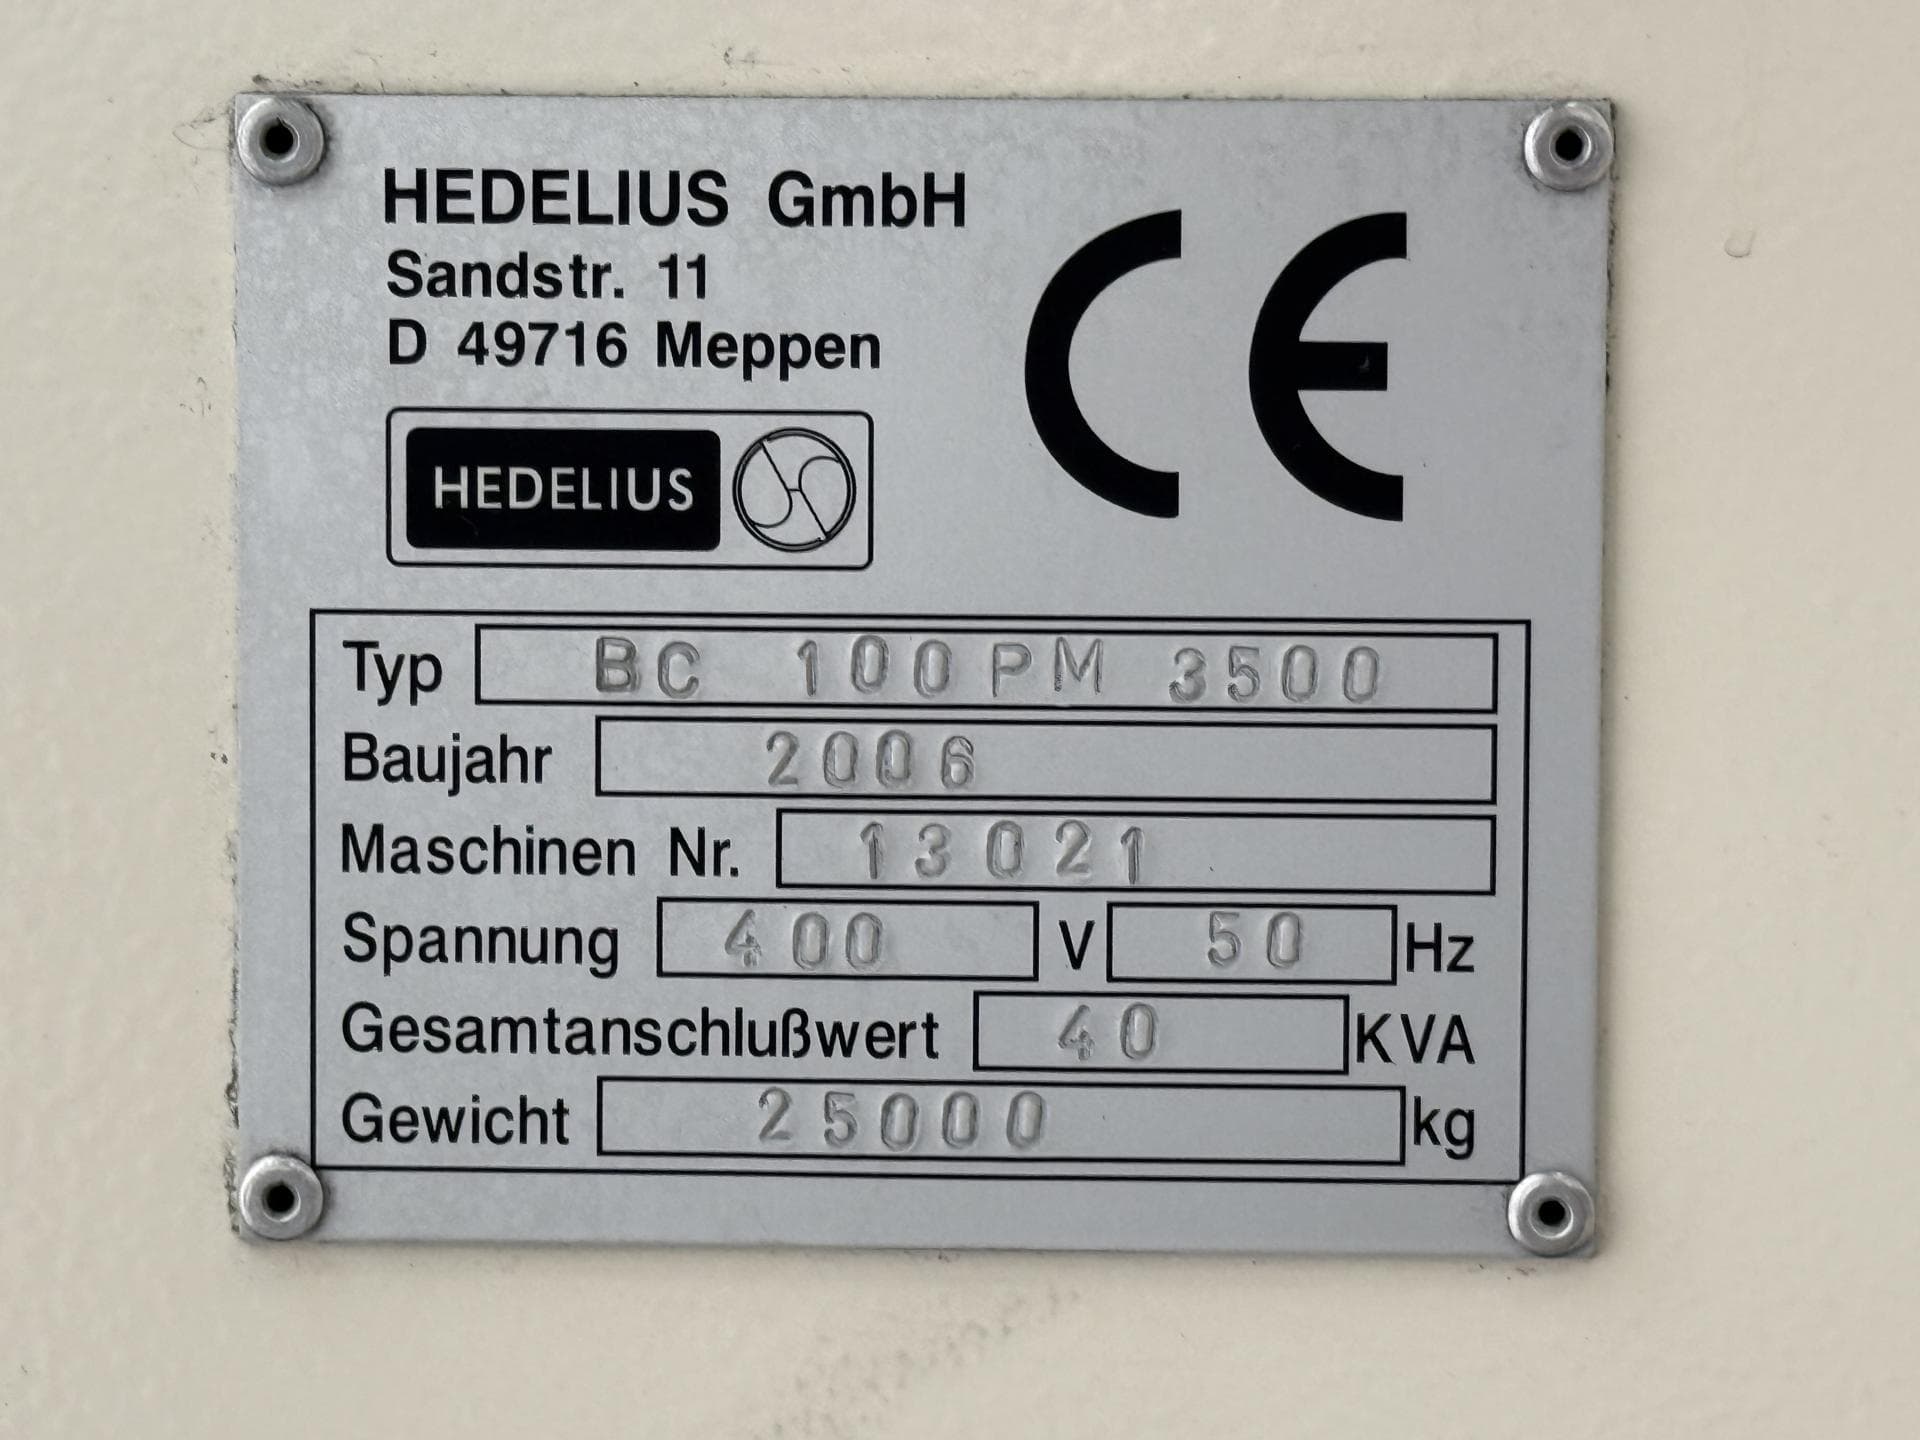 HEDELIUS GmbH
Sandstr. 11
D 49716 Meppen
CE
HEDELIUS
Typ BC 100 PM 3500
Baujahr 2006
Maschinen Nr. 13021
Spannung 400 V 50 Hz
Gesamtanschlußwert 40 KVA
Gewicht 25000 kg